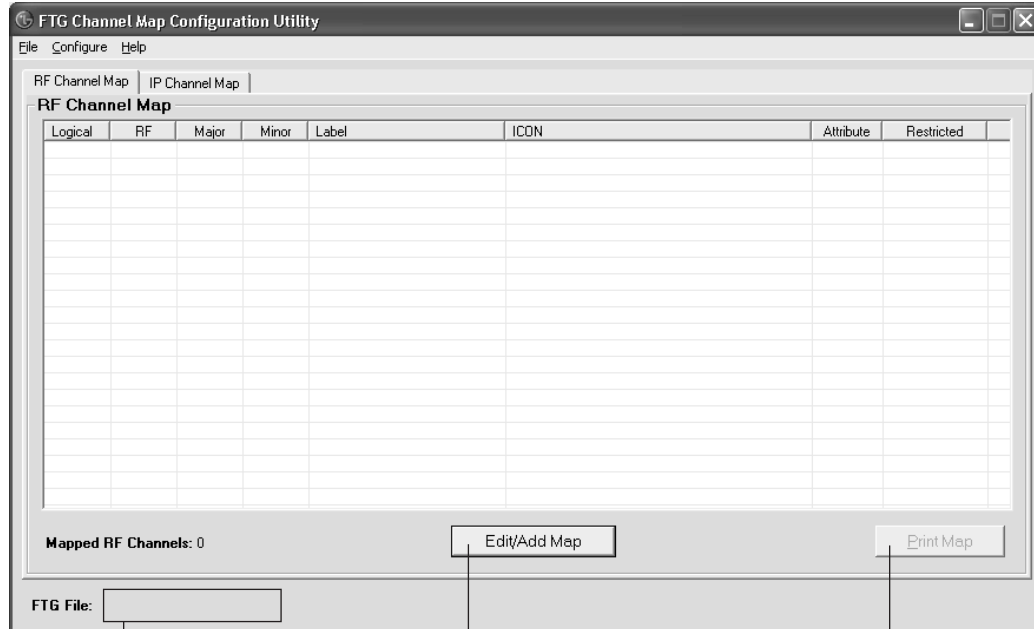 FTG Channel Map Configuration Utility
File Configure Help
RF Channel Map IP Channel Map
RF Channel Map
Logical RF Major Minor Label ICON Attribute Restricted
Mapped RF Channels: 0 Edit/Add Map Print Map
FTG File: